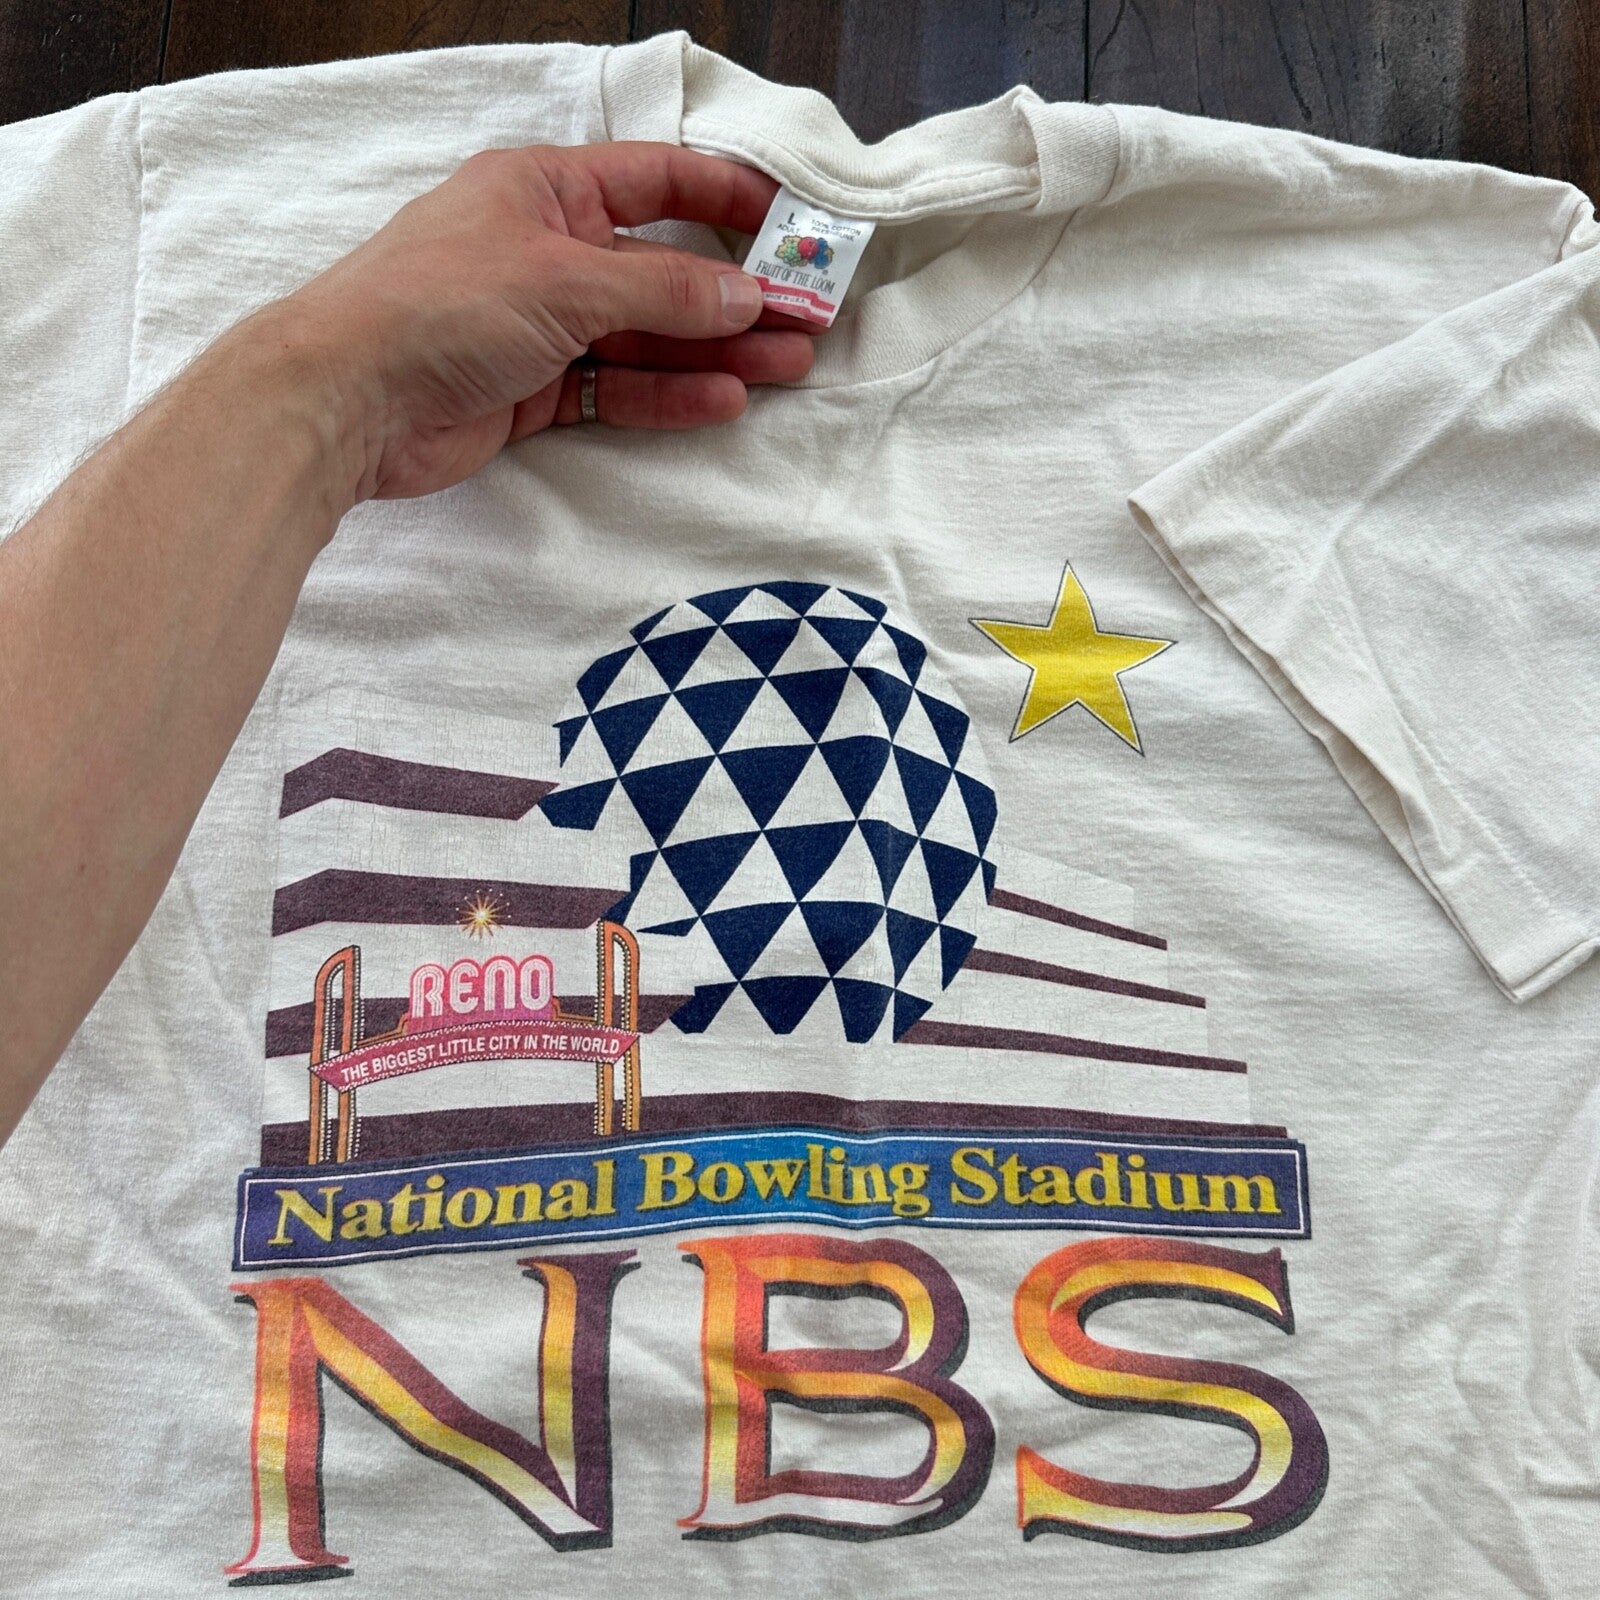 L 100% COTTON
ADULT PRESHRUNK
FRUIT OF THE LOOM
MADE IN U.S.A.
RENO
THE BIGGEST LITTLE CITY IN THE WORLD
National Bowling Stadium
NBS